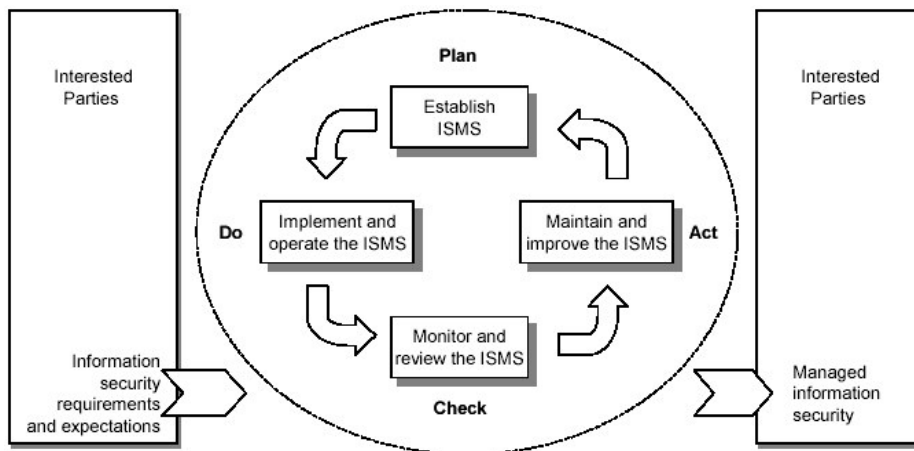 Interested
Parties
Information
security
requirements
and expectations
Plan
Establish
ISMS
Do
Implement and
operate the ISMS
Maintain and
improve the ISMS
Act
Monitor and
review the ISMS
Check
Interested
Parties
Managed
information
security